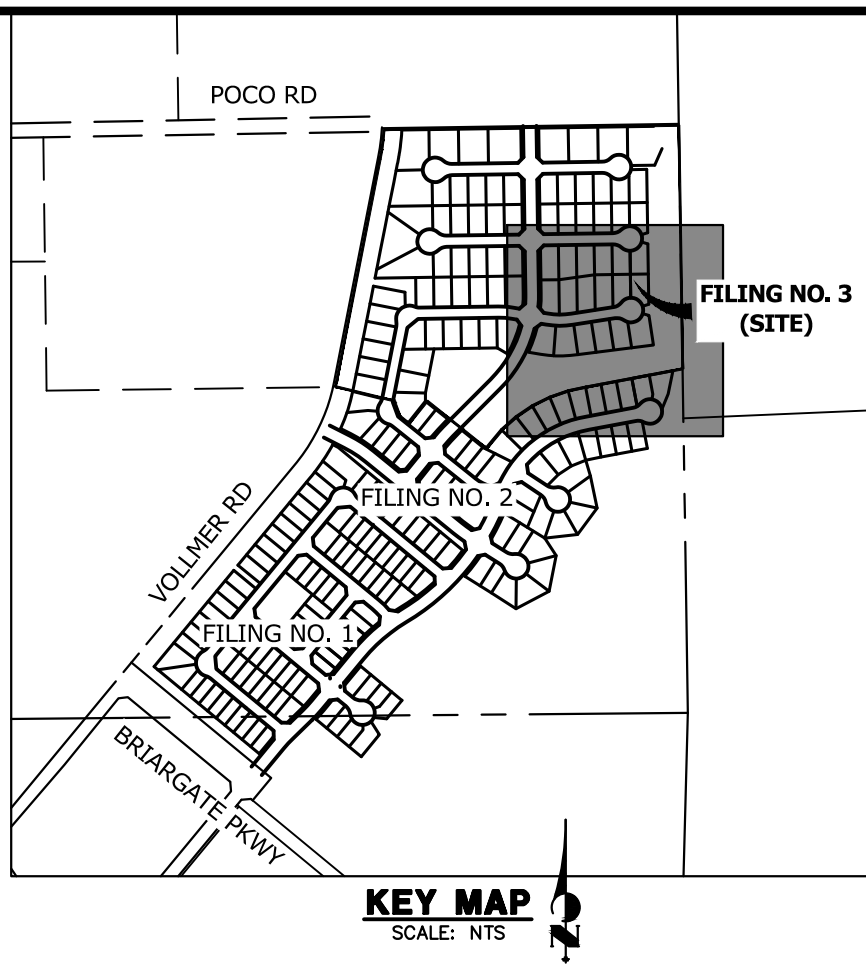 POCO RD
FILING NO. 3
(SITE)
FILING NO. 2
VOLLMER RD
FILING NO. 1
BRIARGATE PKWY
KEY MAP
SCALE: NTS
N